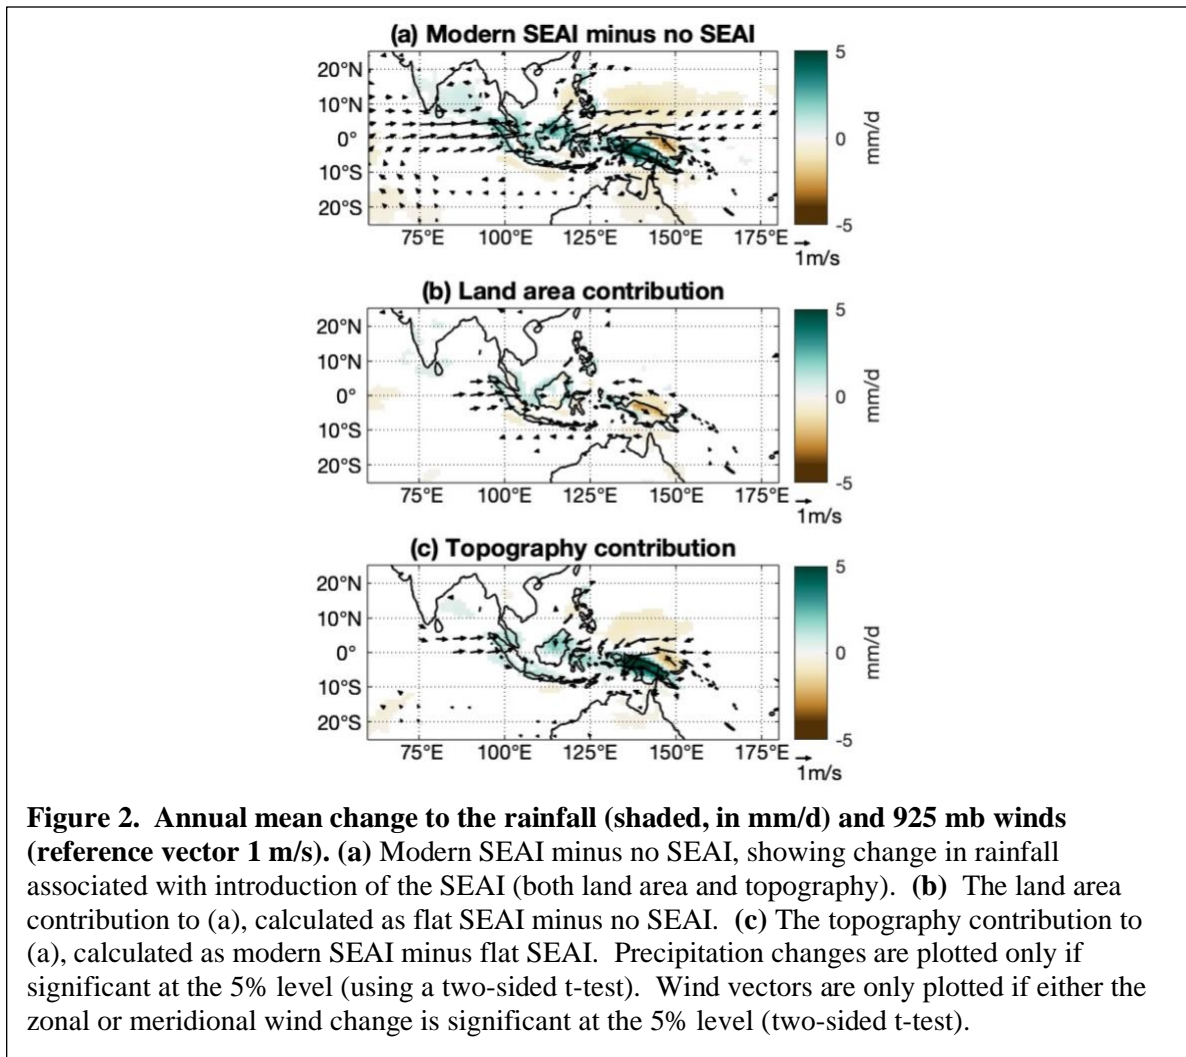 (a) Modern SEAI minus no SEAI
20°N
10°N
0°
10°S
20°S
75°E 100°E 125°E 150°E 175°E
5
0
-5
mm/d
1m/s
(b) Land area contribution
20°N
10°N
0°
10°S
20°S
75°E 100°E 125°E 150°E 175°E
5
0
-5
mm/d
1m/s
(c) Topography contribution
20°N
10°N
0°
10°S
20°S
75°E 100°E 125°E 150°E 175°E
5
0
-5
mm/d
1m/s
Figure 2. Annual mean change to the rainfall (shaded, in mm/d) and 925 mb winds
(reference vector 1 m/s). (a) Modern SEAI minus no SEAI, showing change in rainfall
associated with introduction of the SEAI (both land area and topography). (b) The land area
contribution to (a), calculated as flat SEAI minus no SEAI. (c) The topography contribution to
(a), calculated as modern SEAI minus flat SEAI. Precipitation changes are plotted only if
significant at the 5% level (using a two-sided t-test). Wind vectors are only plotted if either the
zonal or meridional wind change is significant at the 5% level (two-sided t-test).